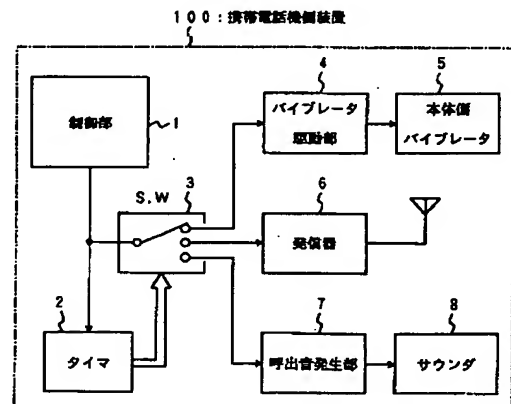 100:携帯電話機側装置
制御部
1
4
バイブレータ
駆動部
5
本体側
バイブレータ
S.W
3
6
発信器
2
タイマ
7
呼出音発生部
8
サウンダ